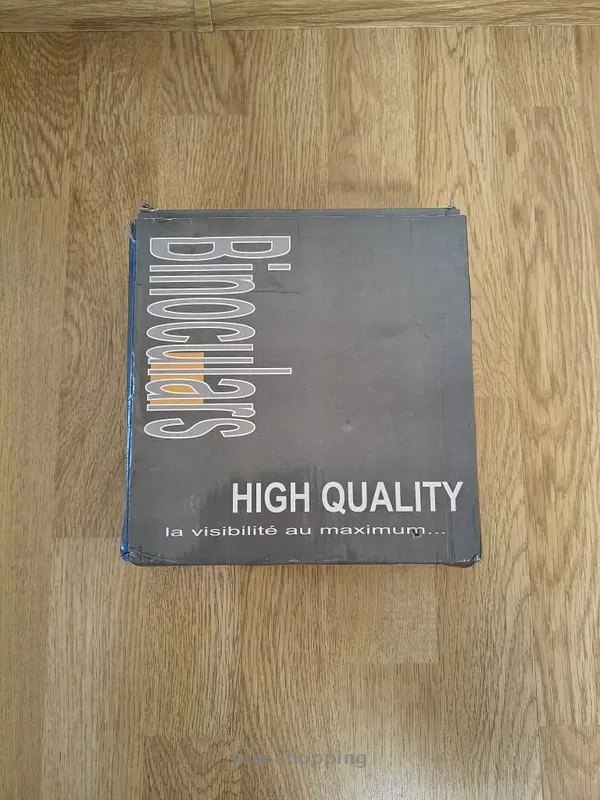 Binoculars
HIGH QUALITY
la visibilité au maximum...